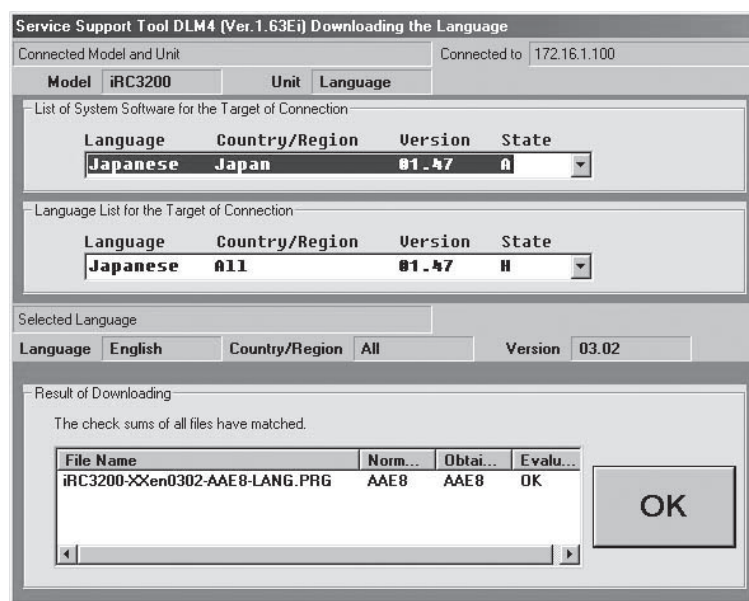 Service Support Tool DLM4 (Ver.1.63Ei) Downloading the Language
Connected Model and Unit
Connected to 172.16.1.100
Model iRC3200 Unit Language
List of System Software for the Target of Connection
Language Country/Region Version State
Japanese Japan 01.47 A
Language List for the Target of Connection
Language Country/Region Version State
Japanese All 01.47 H
Selected Language
Language English Country/Region All Version 03.02
Result of Downloading
The check sums of all files have matched.
File Name Norm... Obtai... Evalu...
iRC3200-XXen0302-AAE8-LANG.PRG AAE8 AAE8 OK
OK